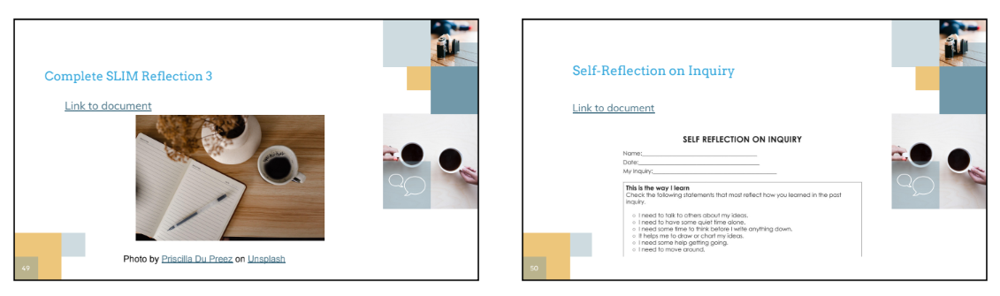 Complete SLIM Reflection 3
Link to document
Photo by Priscilla Du Preez on Unsplash
49
Self-Reflection on Inquiry
Link to document
SELF REFLECTION ON INQUIRY
Name:
Date:
My Inquiry:
This is the way I learn
Check the following statements that most reflect how you learned in the past
inquiry.
○ I need to talk to others about my ideas.
○ I need to have some quiet time alone.
○ I need some time to think before I write anything down.
○ It helps me to draw or chart my ideas.
○ I need some help getting going.
○ I need to move around.
50